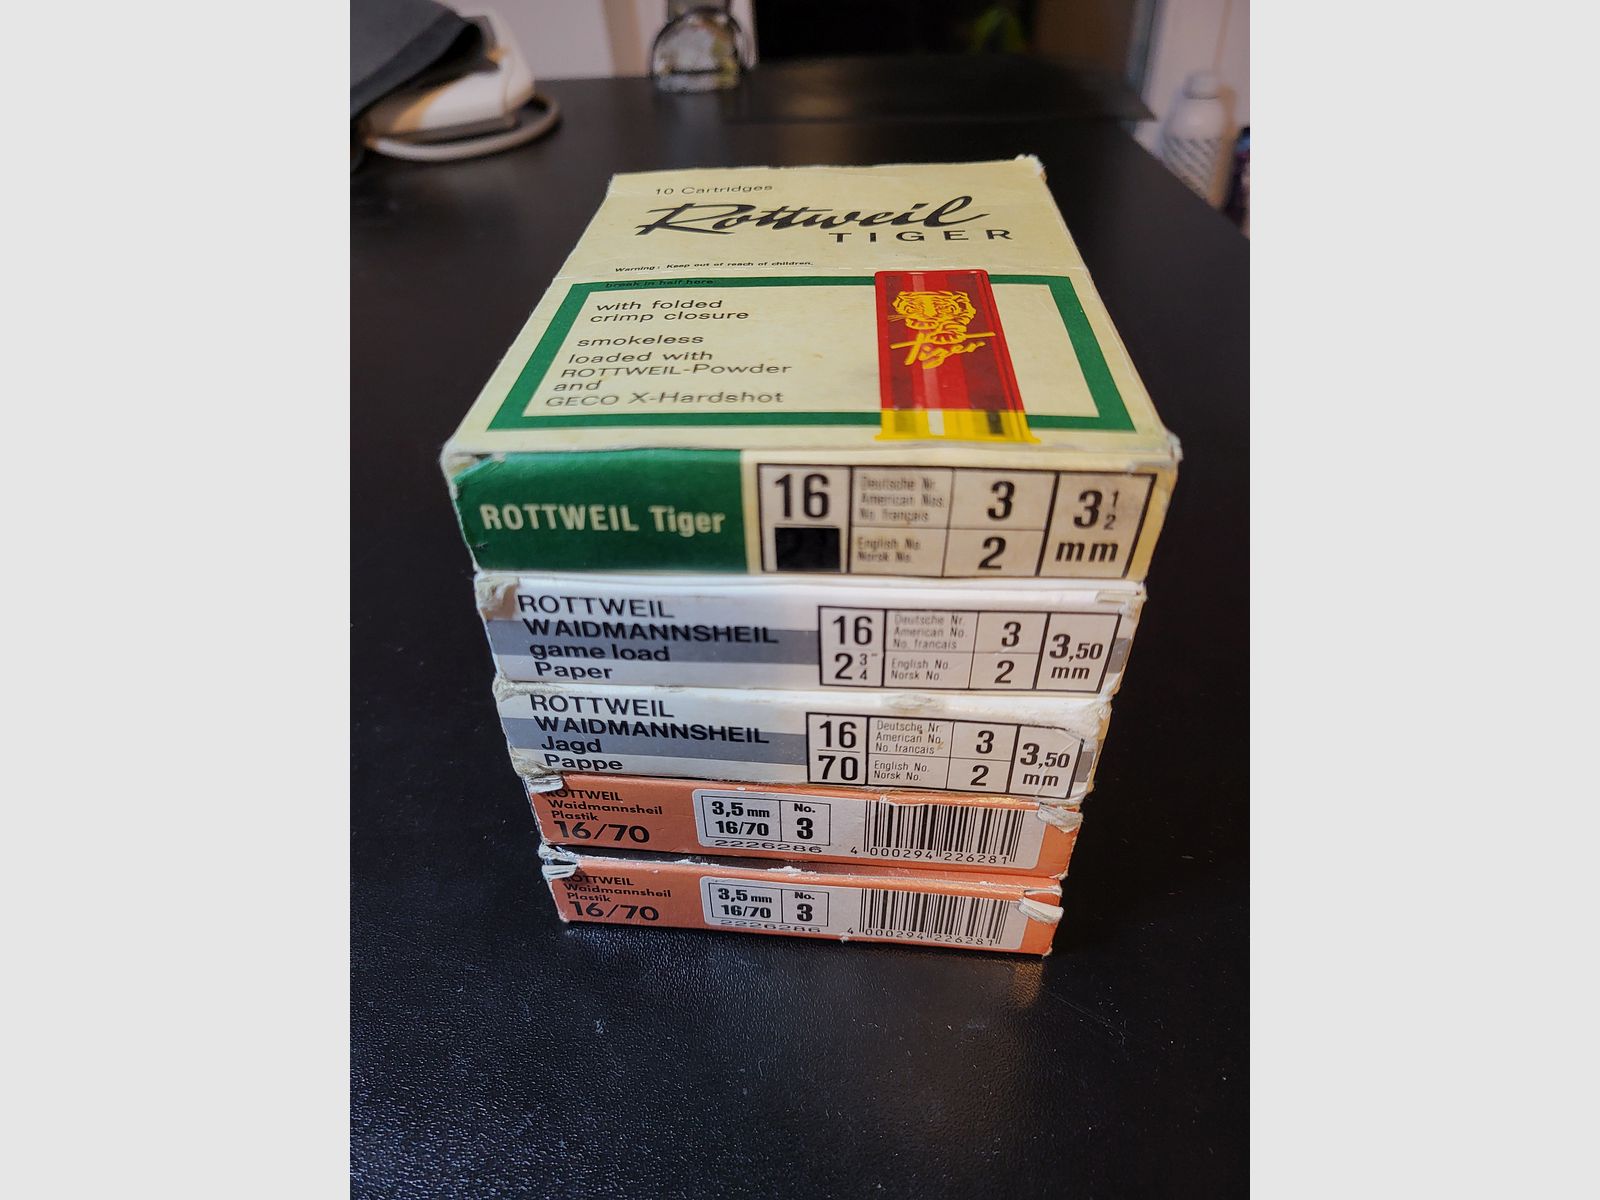 10 Cartridges
Rottweil
TIGER
Warning: Keep out of reach of children.
break in half here
with folded
crimp closure
smokeless
loaded with
ROTTWEIL-Powder
and
GECO X-Hardshot
Tiger
ROTTWEIL Tiger
16
Deutsche Nr.
American Nos.
No. français
3
English No.
Norsk No.
2
3 1/2
mm
ROTTWEIL
WAIDMANNSHEIL
game load
Paper
16
2 3/4"
Deutsche Nr.
American No.
No. francais
3
English No.
Norsk No.
2
3,50
mm
ROTTWEIL
WAIDMANNSHEIL
Jagd
Pappe
16
70
Deutsche Nr.
American No.
No. francais
3
English No.
Norsk No.
2
3,50
mm
ROTTWEIL
Waidmannsheil
Plastik
16/70
3,5 mm
16/70
No.
3
2226286
4 000294 226281
ROTTWEIL
Waidmannsheil
Plastik
16/70
3,5 mm
16/70
No.
3
2226286
4 000294 226281